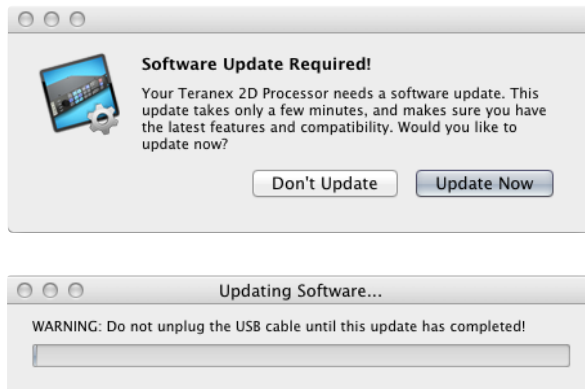 Software Update Required!
Your Teranex 2D Processor needs a software update. This
update takes only a few minutes, and makes sure you have
the latest features and compatibility. Would you like to
update now?
Don't Update
Update Now
Updating Software...
WARNING: Do not unplug the USB cable until this update has completed!